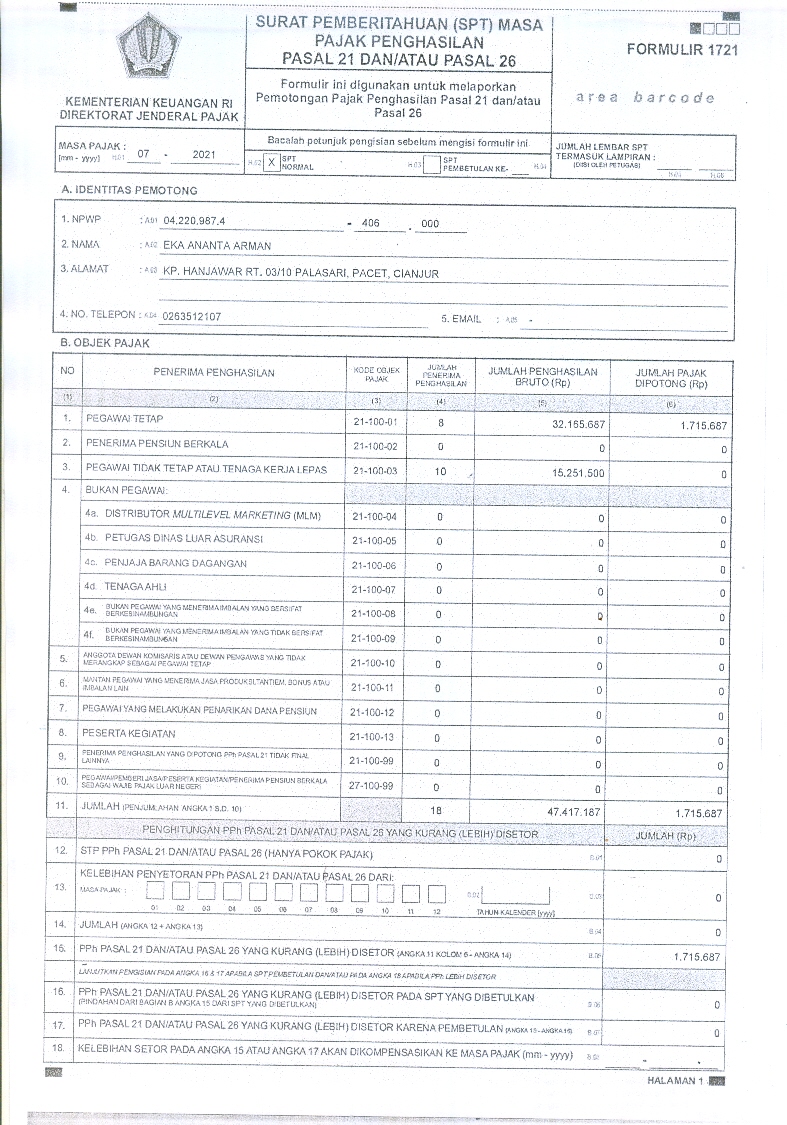 SURAT PEMBERITAHUAN (SPT) MASA
PAJAK PENGHASILAN
PASAL 21 DAN/ATAU PASAL 26
FORMULIR 1721
Formulir ini digunakan untuk melaporkan
Pemotongan Pajak Penghasilan Pasal 21 dan/atau
Pasal 26
area barcode
KEMENTERIAN KEUANGAN RI
DIREKTORAT JENDERAL PAJAK
MASA PAJAK :
[mm - yyyy] H.01 07 - 2021
Bacalah petunjuk pengisian sebelum mengisi formulir ini
H.02 X SPT NORMAL
H.03 SPT PEMBETULAN KE- H.04
JUMLAH LEMBAR SPT
TERMASUK LAMPIRAN :
(DIISI OLEH PETUGAS)
A. IDENTITAS PEMOTONG
1. NPWP : A.01 04.220.987.4 - 406 . 000
2. NAMA : A.02 EKA ANANTA ARMAN
3. ALAMAT : A.03 KP. HANJAWAR RT. 03/10 PALASARI, PACET, CIANJUR
4. NO. TELEPON : A.04 0263512107 5. EMAIL : A.05 -
B. OBJEK PAJAK
NO PENERIMA PENGHASILAN KODE OBJEK PAJAK JUMLAH PENERIMA PENGHASILAN JUMLAH PENGHASILAN BRUTO (Rp) JUMLAH PAJAK DIPOTONG (Rp)
(1) (2) (3) (4) (5) (6)
1. PEGAWAI TETAP 21-100-01 8 32.165.687 1.715.687
2. PENERIMA PENSIUN BERKALA 21-100-02 0 0 0
3. PEGAWAI TIDAK TETAP ATAU TENAGA KERJA LEPAS 21-100-03 10 15.251.500 0
4. BUKAN PEGAWAI:
4a. DISTRIBUTOR MULTILEVEL MARKETING (MLM) 21-100-04 0 0 0
4b. PETUGAS DINAS LUAR ASURANSI 21-100-05 0 0 0
4c. PENJAJA BARANG DAGANGAN 21-100-06 0 0 0
4d. TENAGA AHLI 21-100-07 0 0 0
4e. BUKAN PEGAWAI YANG MENERIMA IMBALAN YANG BERSIFAT BERKESINAMBUNGAN 21-100-08 0 0 0
4f. BUKAN PEGAWAI YANG MENERIMA IMBALAN YANG TIDAK BERSIFAT BERKESINAMBUNGAN 21-100-09 0 0 0
5. ANGGOTA DEWAN KOMISARIS ATAU DEWAN PENGAWAS YANG TIDAK MERANGKAP SEBAGAI PEGAWAI TETAP 21-100-10 0 0 0
6. MANTAN PEGAWAI YANG MENERIMA JASA PRODUKSI, TANTIEM, BONUS ATAU IMBALAN LAIN 21-100-11 0 0 0
7. PEGAWAI YANG MELAKUKAN PENARIKAN DANA PENSIUN 21-100-12 0 0 0
8. PESERTA KEGIATAN 21-100-13 0 0 0
9. PENERIMA PENGHASILAN YANG DIPOTONG PPh PASAL 21 TIDAK FINAL LAINNYA 21-100-99 0 0 0
10. PEGAWAI/PEMBERI JASA/PESERTA KEGIATAN/PENERIMA PENSIUN BERKALA SEBAGAI WAJIB PAJAK LUAR NEGERI 27-100-99 0 0 0
11. JUMLAH (PENJUMLAHAN ANGKA 1 S.D. 10) 18 47.417.187 1.715.687
PENGHITUNGAN PPh PASAL 21 DAN/ATAU PASAL 26 YANG KURANG (LEBIH) DISETOR JUMLAH (Rp)
12. STP PPh PASAL 21 DAN/ATAU PASAL 26 (HANYA POKOK PAJAK) B.01 0
13. KELEBIHAN PENYETORAN PPh PASAL 21 DAN/ATAU PASAL 26 DARI:
MASA PAJAK : B.02 B.03 0
01 02 03 04 05 06 07 08 09 10 11 12 TAHUN KALENDER [yyyy]
14. JUMLAH (ANGKA 12 + ANGKA 13) B.04 0
15. PPh PASAL 21 DAN/ATAU PASAL 26 YANG KURANG (LEBIH) DISETOR (ANGKA 11 KOLOM 6 - ANGKA 14) B.05 1.715.687
LANJUTKAN PENGISIAN PADA ANGKA 16 & 17 APABILA SPT PEMBETULAN DAN/ATAU PADA ANGKA 18 APABILA PPh LEBIH DISETOR
16. PPh PASAL 21 DAN/ATAU PASAL 26 YANG KURANG (LEBIH) DISETOR PADA SPT YANG DIBETULKAN
(PINDAHAN DARI BAGIAN B ANGKA 15 DARI SPT YANG DIBETULKAN) B.06 0
17. PPh PASAL 21 DAN/ATAU PASAL 26 YANG KURANG (LEBIH) DISETOR KARENA PEMBETULAN (ANGKA 15 - ANGKA 16) B.07 0
18. KELEBIHAN SETOR PADA ANGKA 15 ATAU ANGKA 17 AKAN DIKOMPENSASIKAN KE MASA PAJAK (mm - yyyy) -
HALAMAN 1